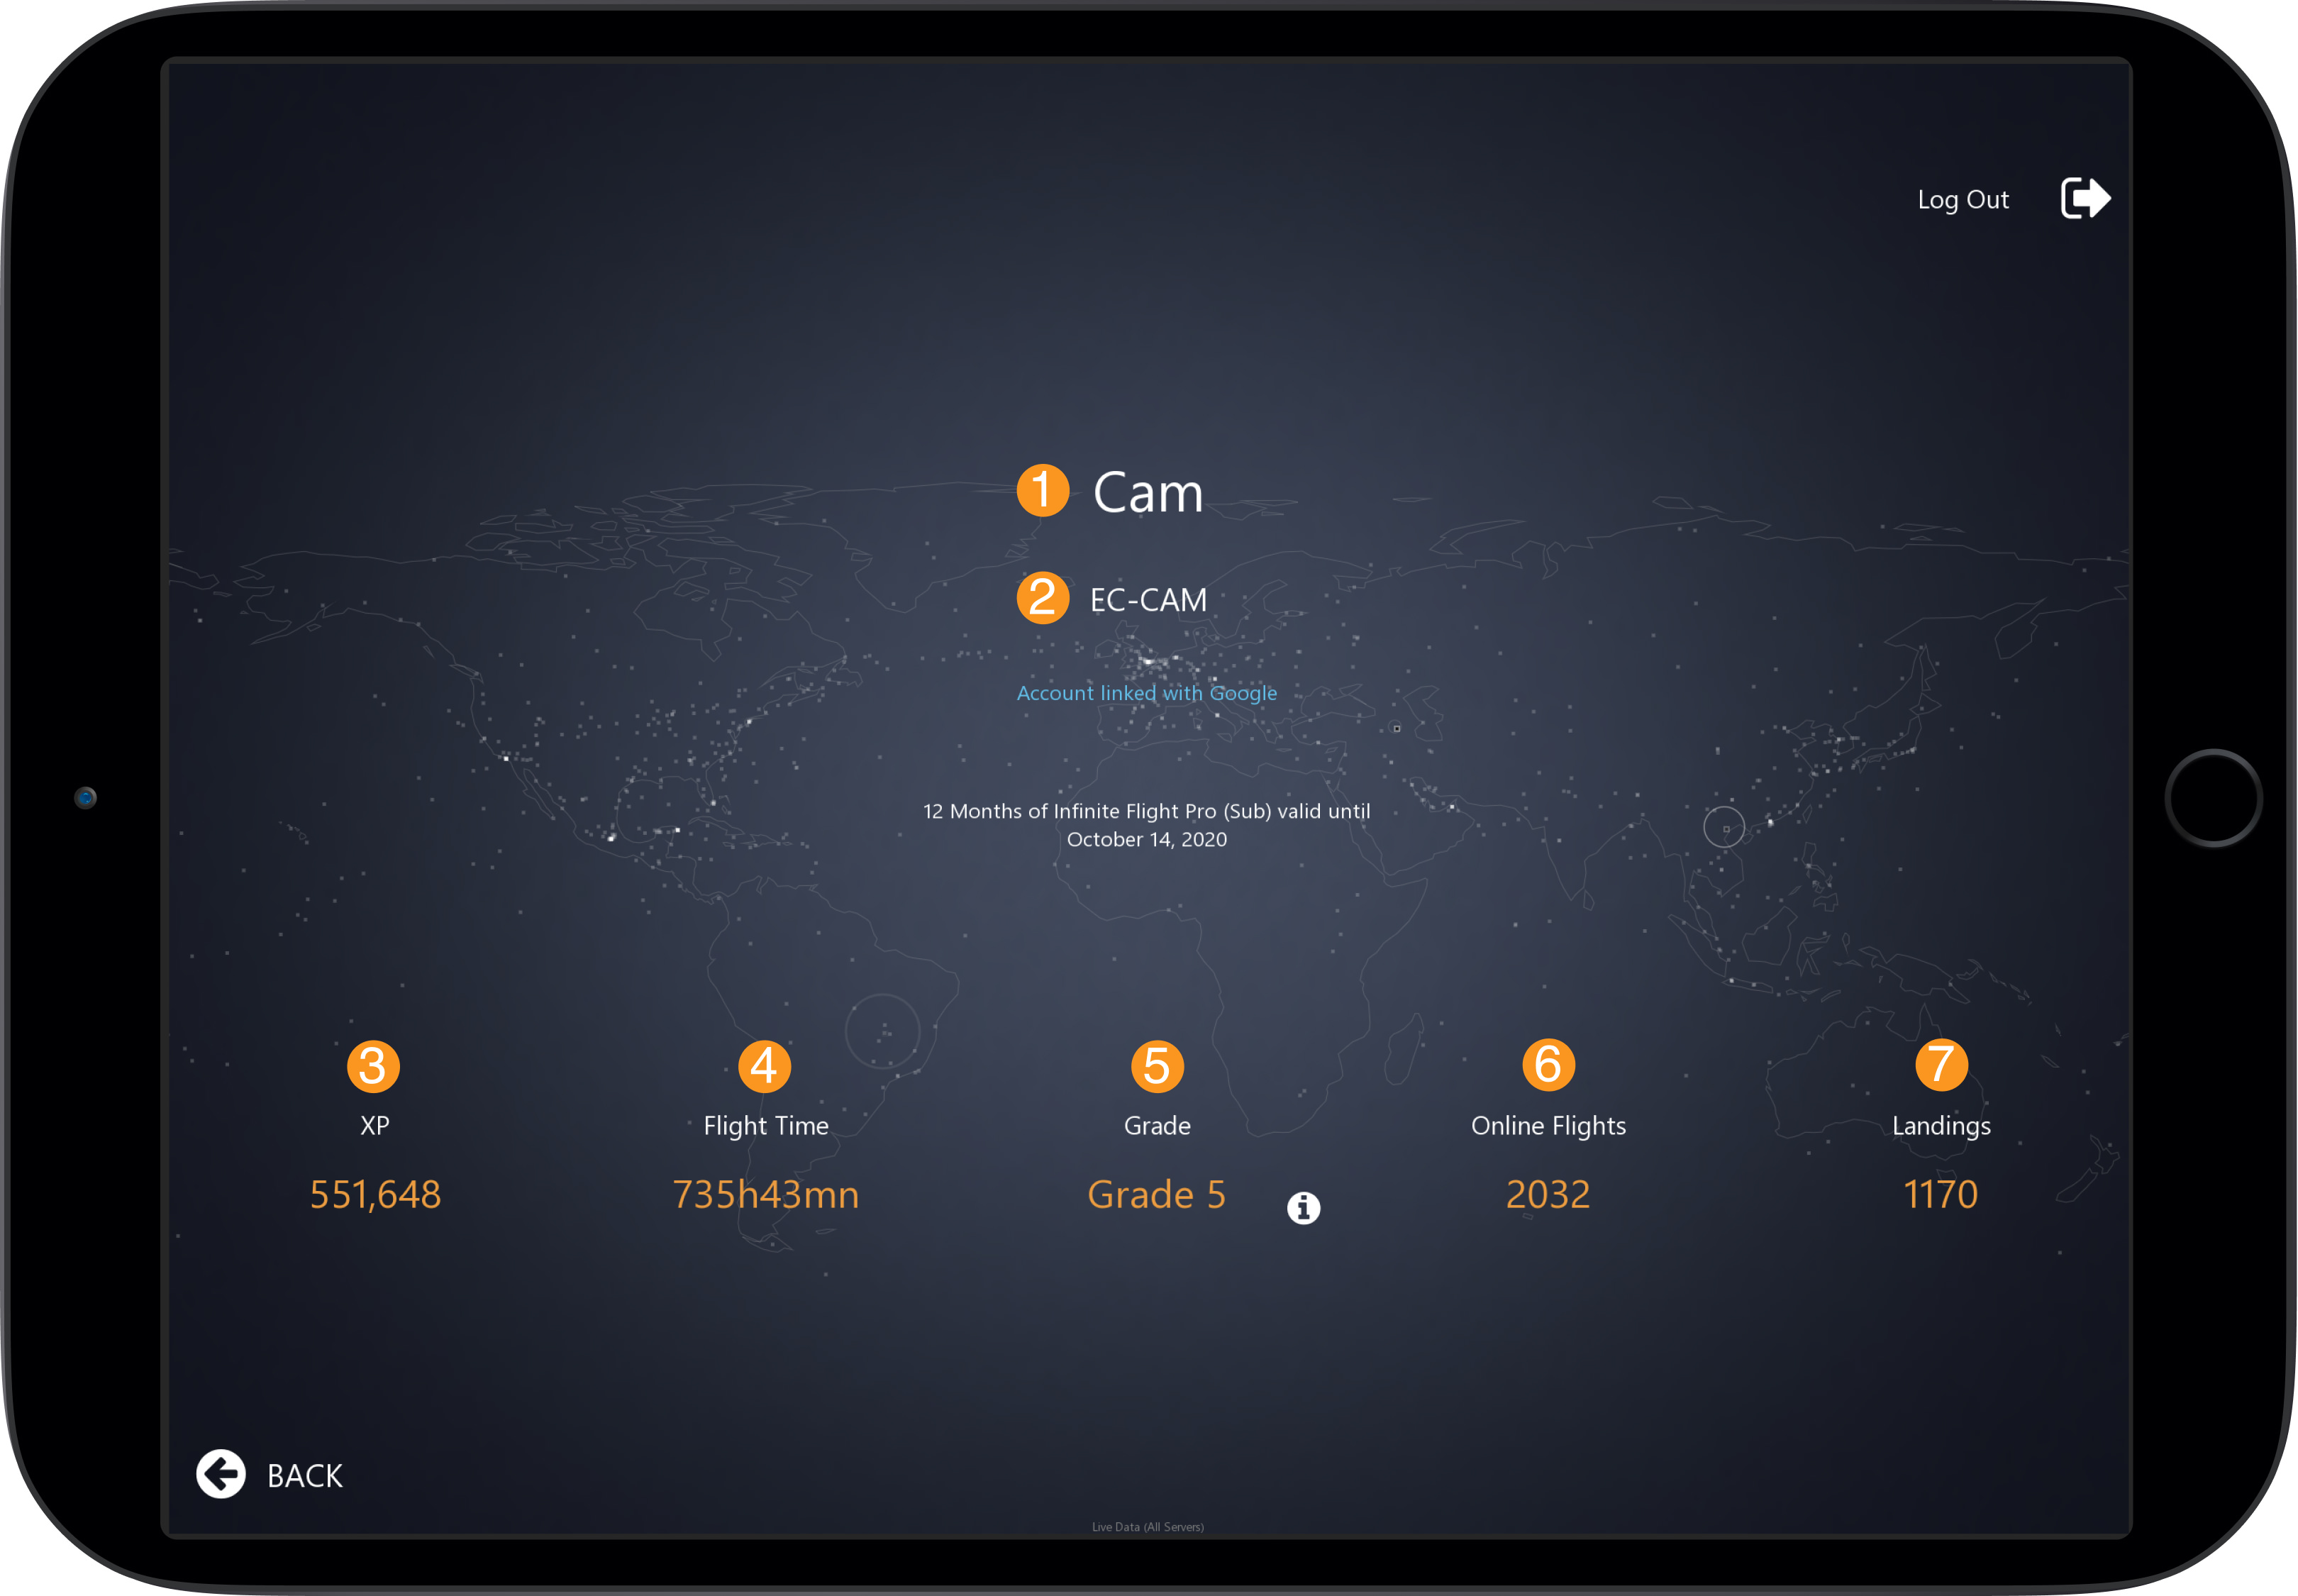 Log Out
1 Cam
2 EC-CAM
Account linked with Google
12 Months of Infinite Flight Pro (Sub) valid until
October 14, 2020
3 4 5 6 7
XP Flight Time Grade Online Flights Landings
551,648 735h43mn Grade 5 i 2032 1170
BACK
Live Data (All Servers)